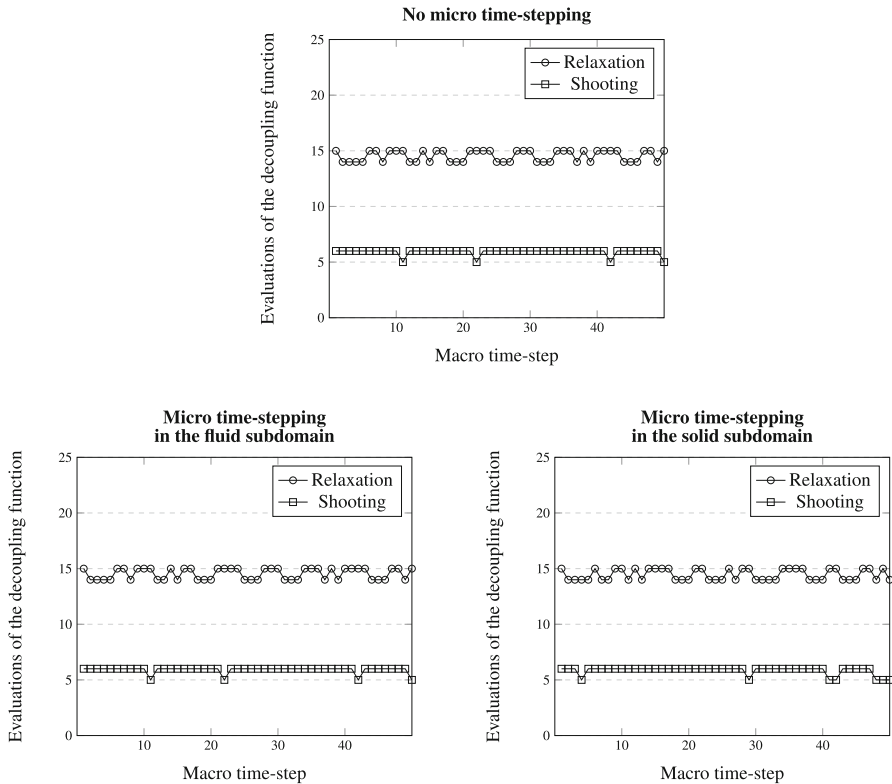 No micro time-stepping
Evaluations of the decoupling function
25
20
15
10
5
0
Relaxation
Shooting
10
20
30
40
Macro time-step
Micro time-stepping
in the fluid subdomain
Evaluations of the decoupling function
25
20
15
10
5
0
Relaxation
Shooting
10
20
30
40
Macro time-step
Micro time-stepping
in the solid subdomain
Evaluations of the decoupling function
25
20
15
10
5
0
Relaxation
Shooting
10
20
30
40
Macro time-step